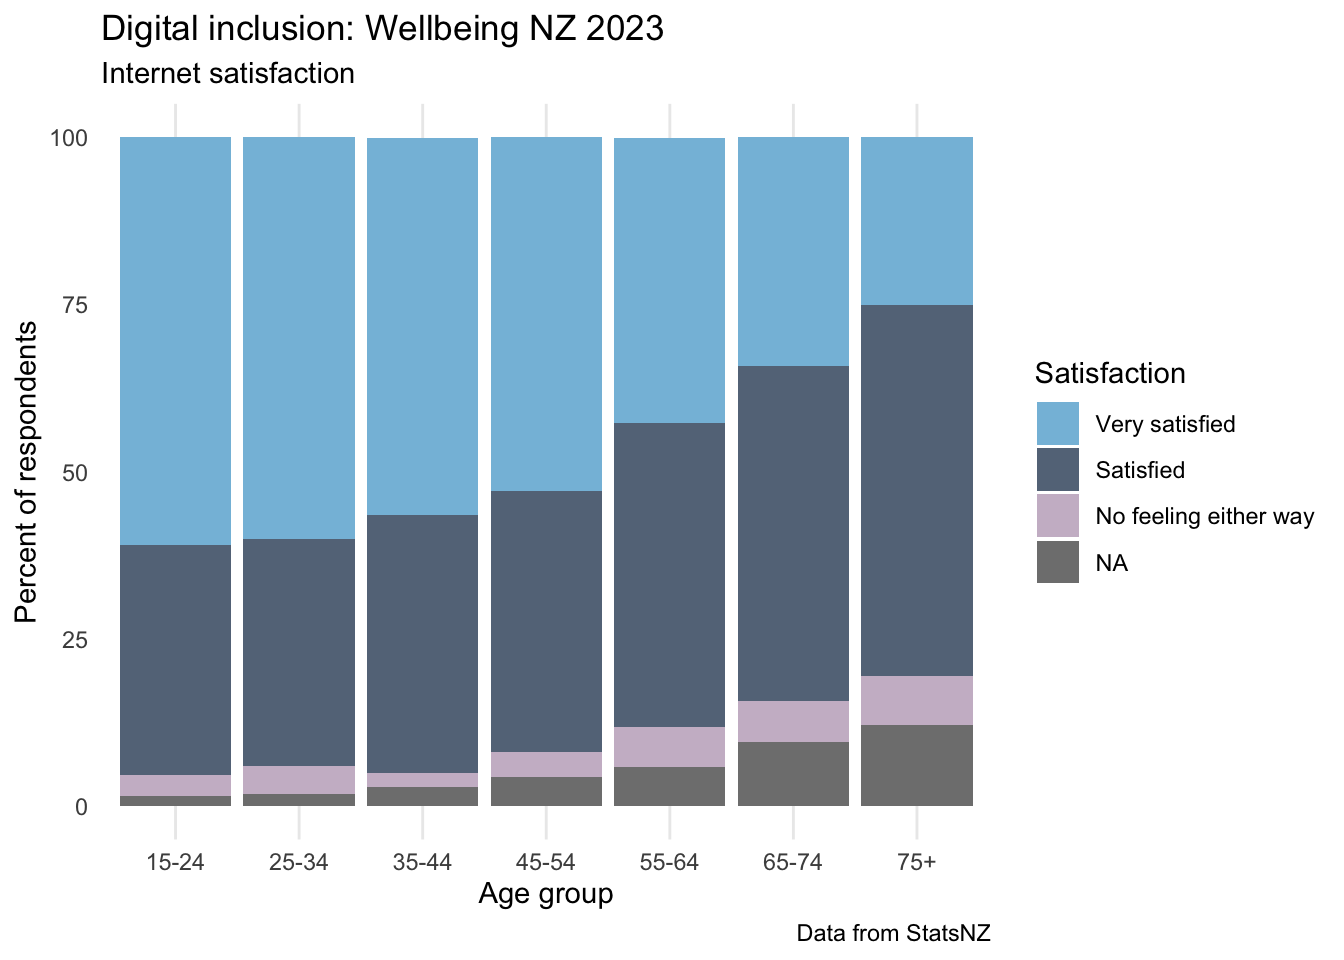 Digital inclusion: Wellbeing NZ 2023
Internet satisfaction
Percent of respondents
100
75
50
25
0
15-24 25-34 35-44 45-54 55-64 65-74 75+
Age group
Satisfaction
Very satisfied
Satisfied
No feeling either way
NA
Data from StatsNZ